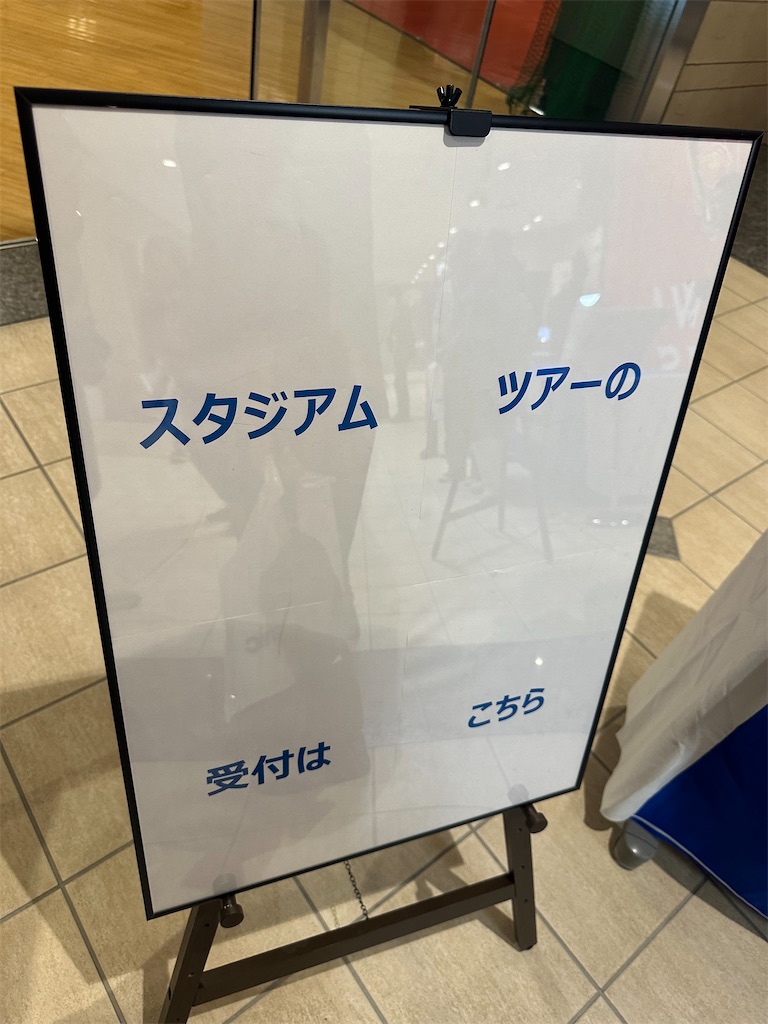 スタジアム ツアーの
受付は こちら